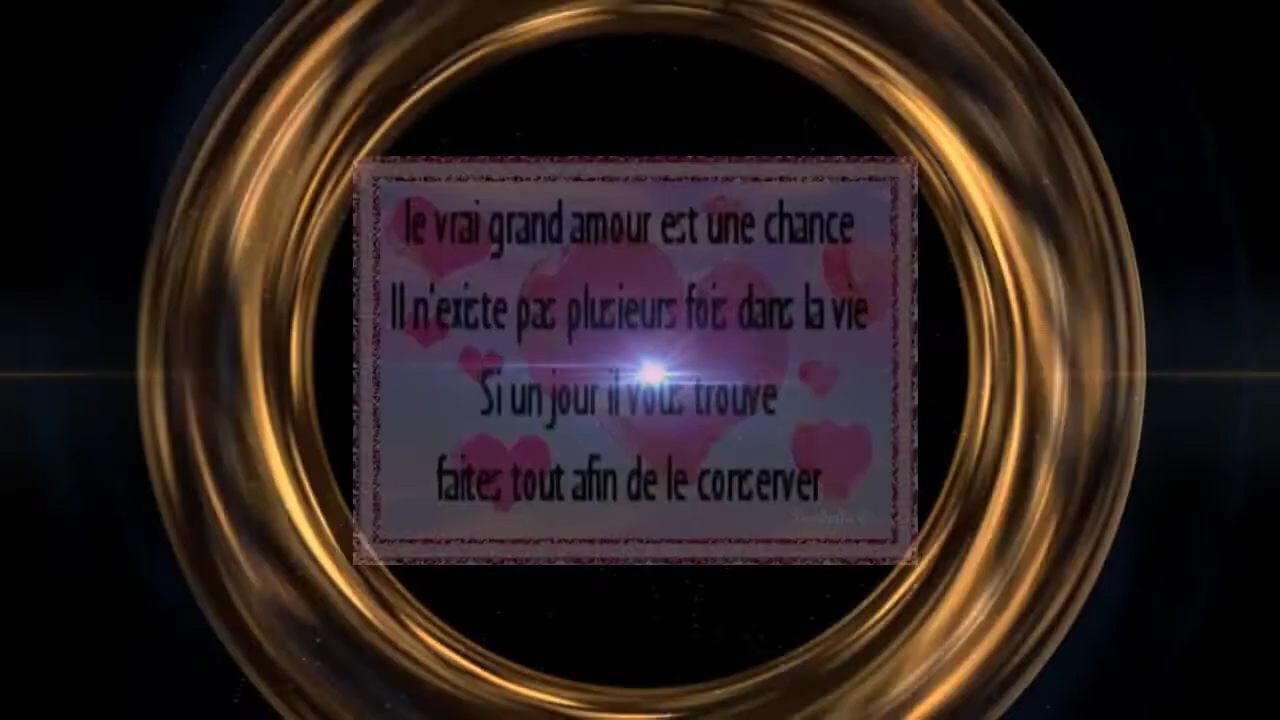 le vrai grand amour est une chance
Il n'existe pas plusieurs fois dans la vie
Si un jour il vous trouve
faites tout afin de le conserver